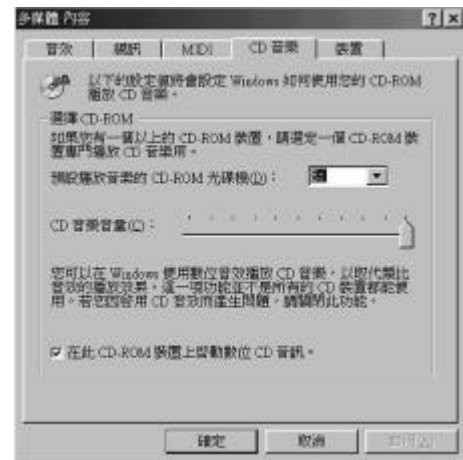 多媒體 內容
音效 視訊 MIDI CD 音樂 裝置
以下的設定值將會設定 Windows 如何使用您的 CD-ROM
播放 CD 音樂。
選擇 CD-ROM
如果您有一個以上的 CD-ROM 裝置，請選定一個 CD-ROM 裝
置專門播放 CD 音樂用。
預設播放音樂的 CD-ROM 光碟機(D)：
CD 音樂音量(C)：
您可以在 Windows 使用數位音效播放 CD 音樂，以取代類比
音效的播放效果。這一項功能並不是所有的 CD 裝置都能使
用。若您因啓用 CD 音效而產生問題，請關閉此功能。
在此 CD-ROM 裝置上啓動數位 CD 音訊。
確定 取消